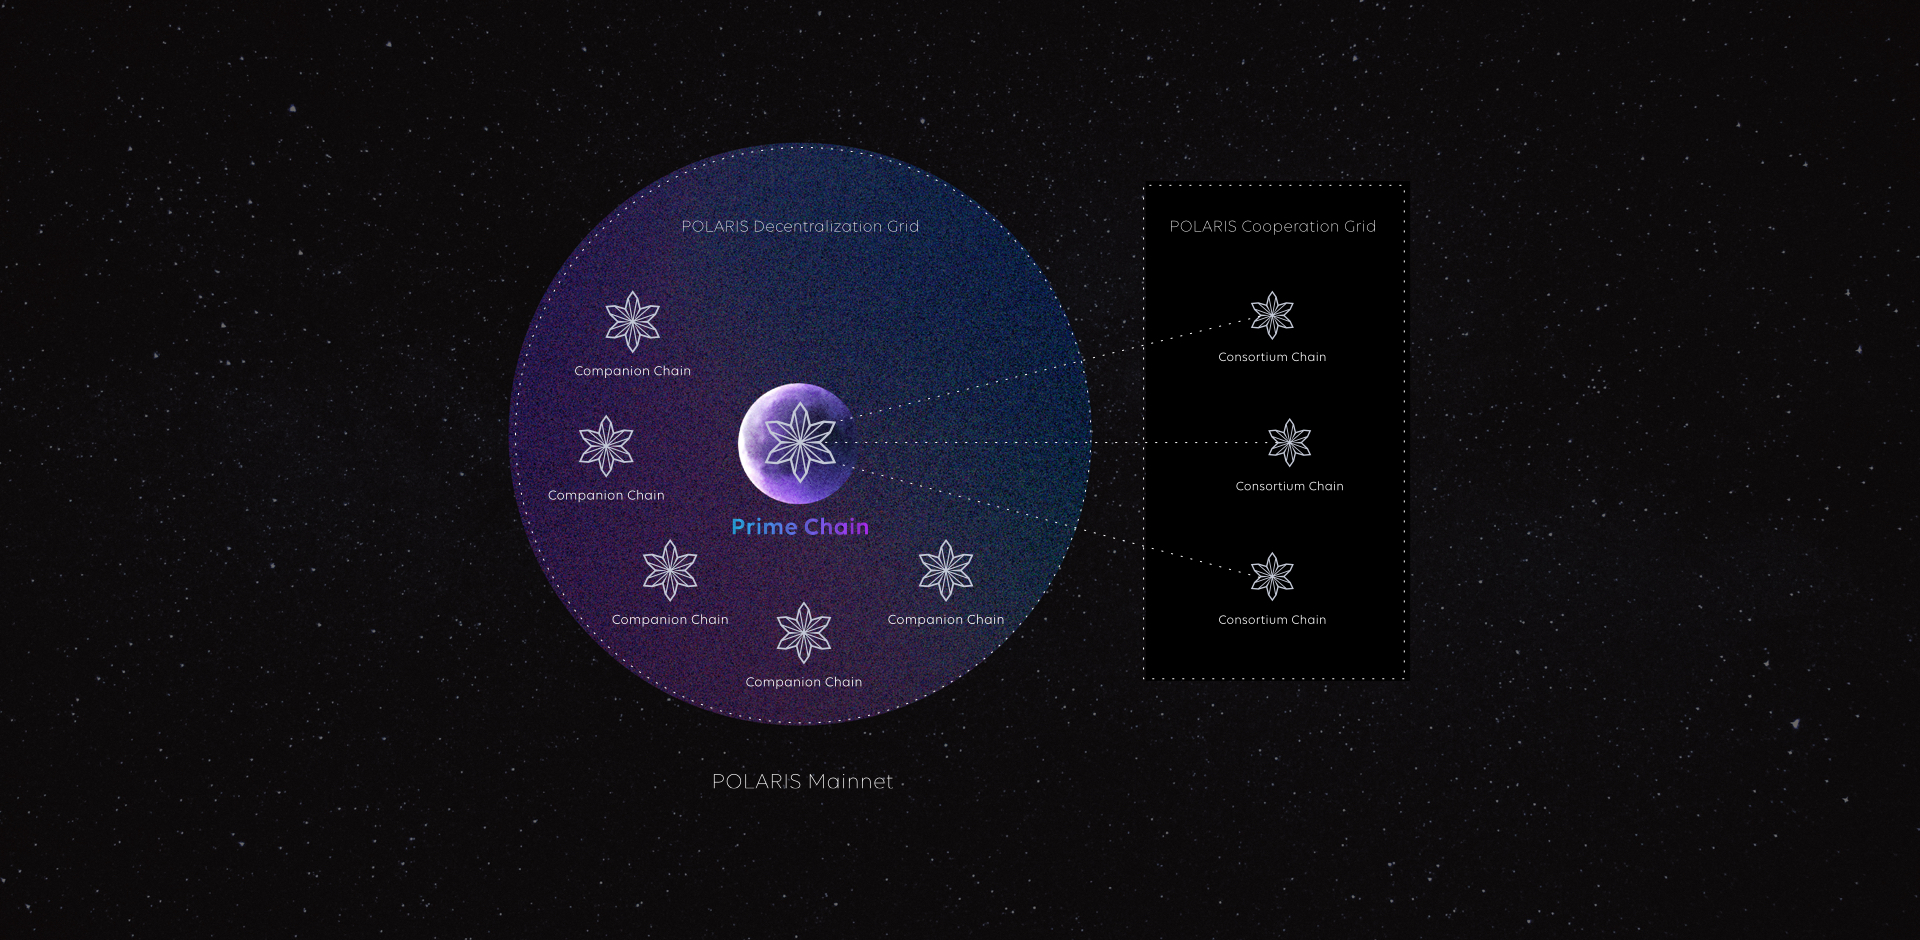 POLARIS Decentralization Grid
Companion Chain
Companion Chain
Prime Chain
Companion Chain
Companion Chain
Companion Chain
POLARIS Mainnet
POLARIS Cooperation Grid
Consortium Chain
Consortium Chain
Consortium Chain